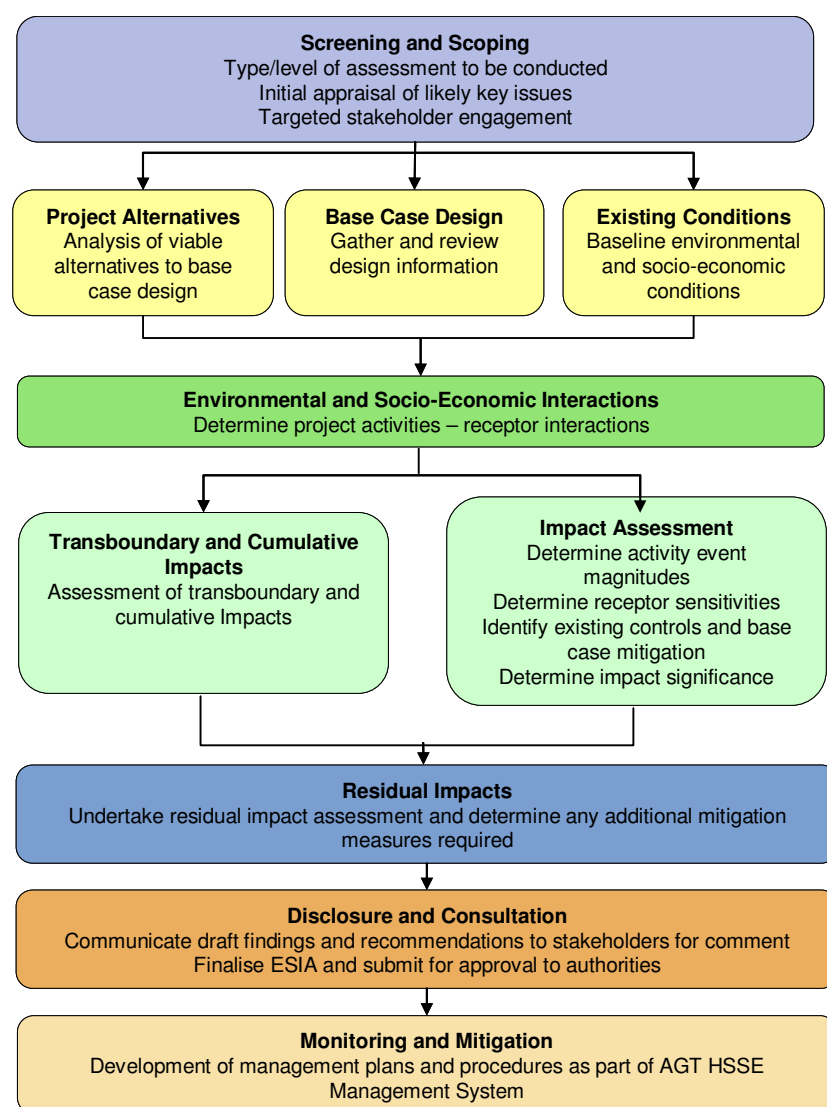 Screening and Scoping
Type/level of assessment to be conducted
Initial appraisal of likely key issues
Targeted stakeholder engagement
Project Alternatives
Analysis of viable
alternatives to base
case design
Base Case Design
Gather and review
design information
Existing Conditions
Baseline environmental
and socio-economic
conditions
Environmental and Socio-Economic Interactions
Determine project activities – receptor interactions
Transboundary and Cumulative
Impacts
Assessment of transboundary and
cumulative Impacts
Impact Assessment
Determine activity event
magnitudes
Determine receptor sensitivities
Identify existing controls and base
case mitigation
Determine impact significance
Residual Impacts
Undertake residual impact assessment and determine any additional mitigation
measures required
Disclosure and Consultation
Communicate draft findings and recommendations to stakeholders for comment
Finalise ESIA and submit for approval to authorities
Monitoring and Mitigation
Development of management plans and procedures as part of AGT HSSE
Management System